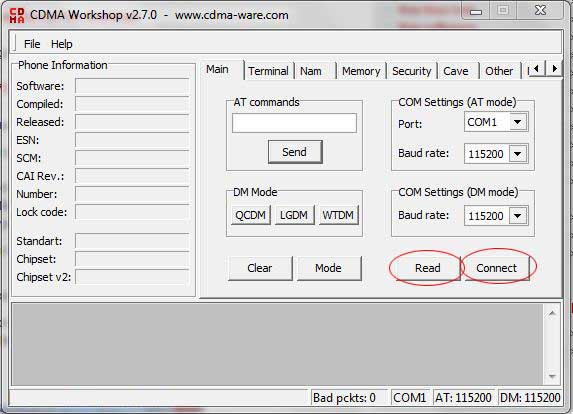 CDMA CDMA Workshop v2.7.0 - www.cdma-ware.com
File Help
Phone Information
Software:
Compiled:
Released:
ESN:
SCM:
CAI Rev.:
Number:
Lock code:
Standart:
Chipset:
Chipset v2:
Main Terminal Nam Memory Security Cave Other
AT commands
Send
DM Mode
QCDM LGDM WTDM
Clear Mode
COM Settings (AT mode)
Port: COM1
Baud rate: 115200
COM Settings (DM mode)
Baud rate: 115200
Read Connect
Bad pckts: 0 COM1 AT: 115200 DM: 115200